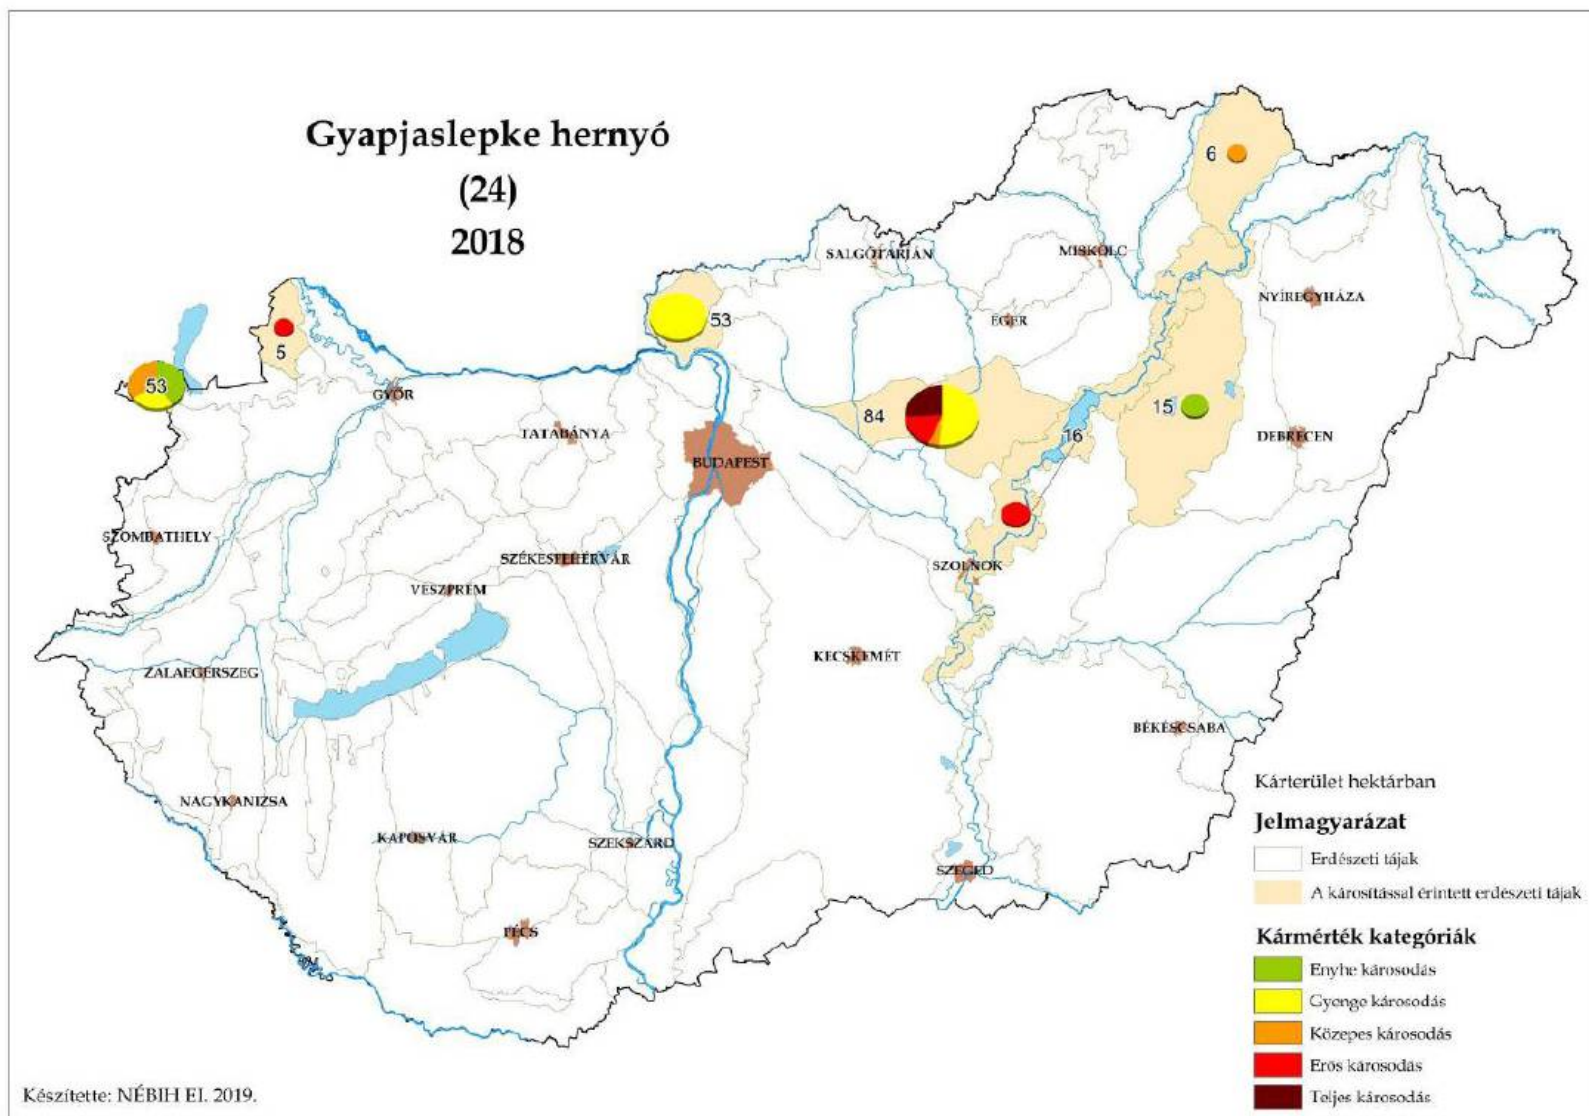 Gyapjaslepke hernyó
(24)
2018
6
SALGÓTARJÁN
MISKOLC
NYÍREGYHÁZA
EGER
53
5
53
GYŐR
84
15
16
TATABÁNYA
DEBRECEN
BUDAPEST
SZOMBATHELY
SZÉKESFEHÉRVÁR
SZOLNOK
VESZPRÉM
KECSKEMÉT
ZALAEGERSZEG
BÉKÉSCSABA
NAGYKANIZSA
KAPOSVÁR
SZEKSZÁRD
SZEGED
PÉCS
Kárterület hektárban
Jelmagyarázat
Erdészeti tájak
A károsítással érintett erdészeti tájak
Kármérték kategóriák
Enyhe károsodás
Gyenge károsodás
Közepes károsodás
Erős károsodás
Teljes károsodás
Készítette: NÉBIH EI. 2019.